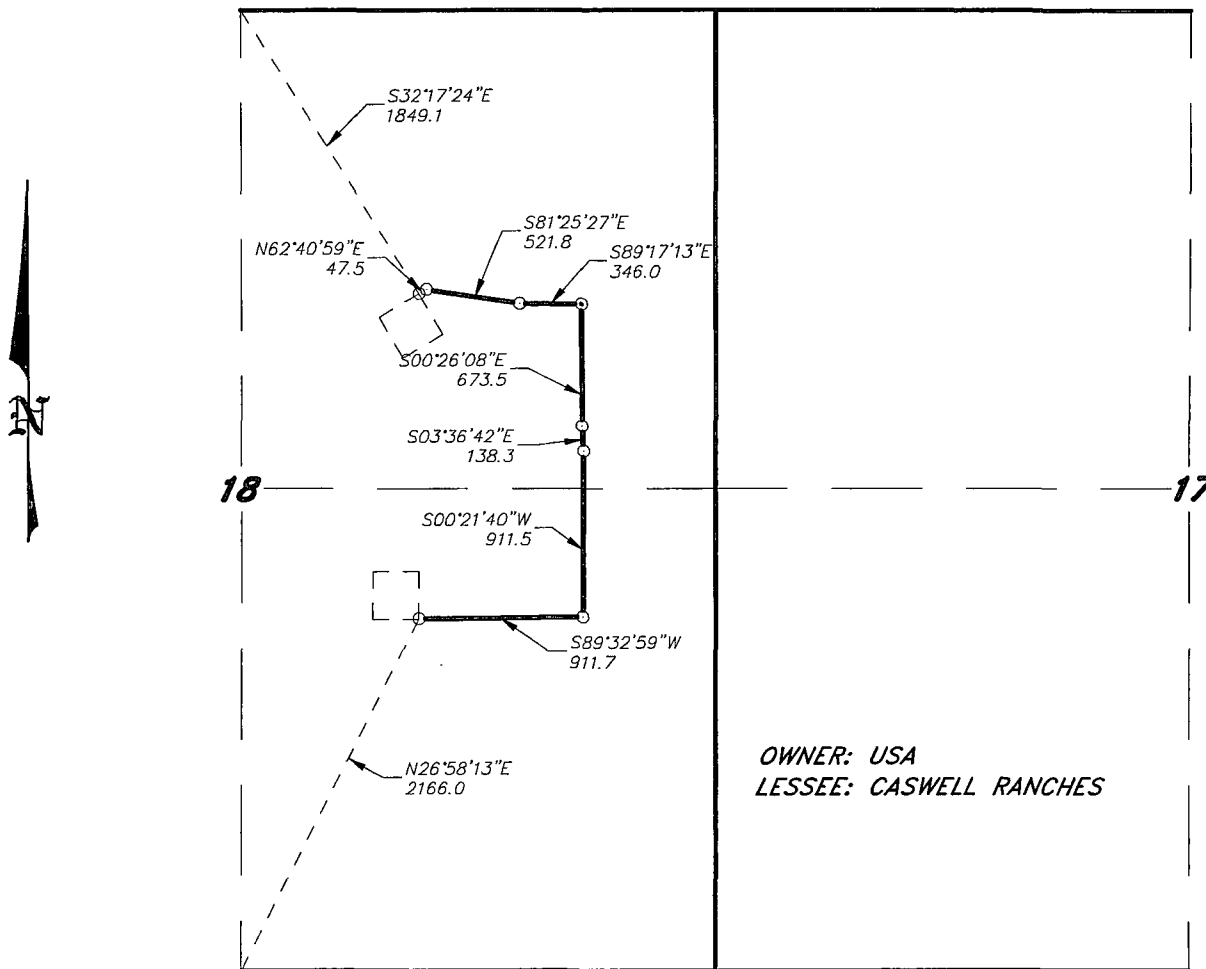 S32°17'24"E
1849.1
S81°25'27"E
521.8
S89°17'13"E
346.0
N62°40'59"E
47.5
S00°26'08"E
673.5
S03°36'42"E
138.3
N
18
17
S00°21'40"W
911.5
S89°32'59"W
911.7
N26°58'13"E
2166.0
OWNER: USA
LESSEE: CASWELL RANCHES